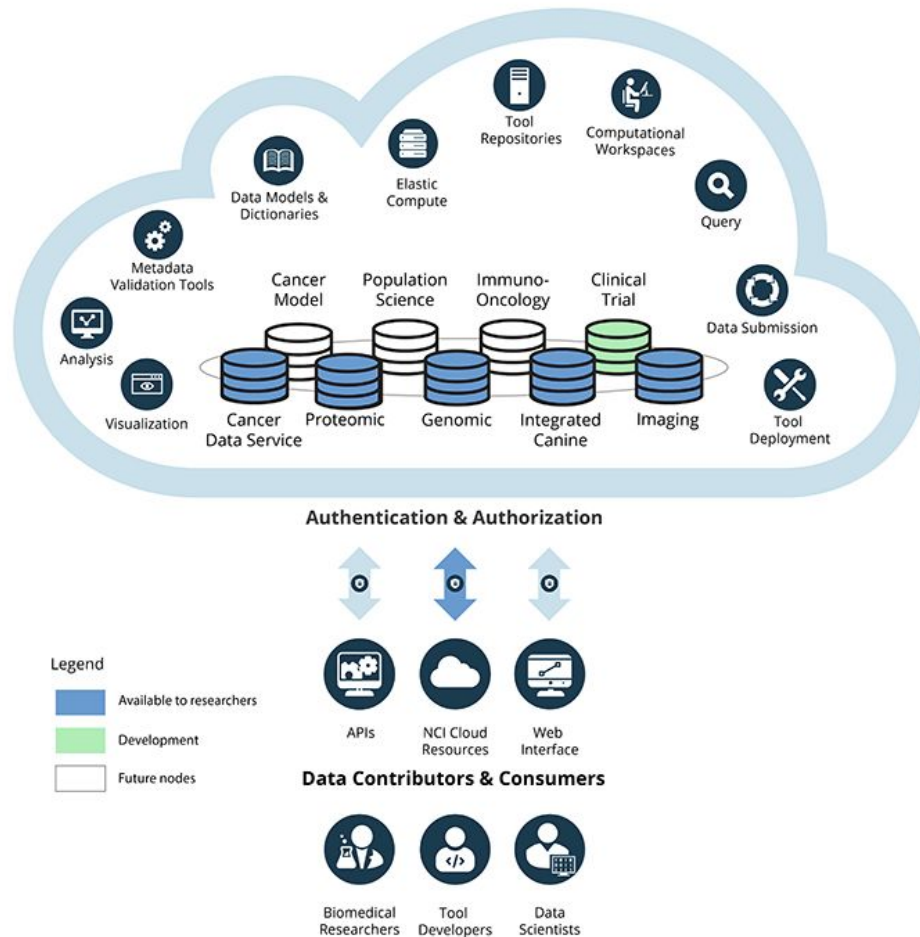 Tool
Repositories
Computational
Workspaces
Elastic
Compute
Data Models &
Dictionaries
Query
Metadata
Validation Tools
Cancer
Model
Population
Science
Immuno-
Oncology
Clinical
Trial
Data Submission
Analysis
Visualization
Cancer
Data Service
Proteomic
Genomic
Integrated
Canine
Imaging
Tool
Deployment
Authentication & Authorization
Legend
Available to researchers
Development
Future nodes
APIs
NCI Cloud
Resources
Web
Interface
Data Contributors & Consumers
Biomedical
Researchers
Tool
Developers
Data
Scientists